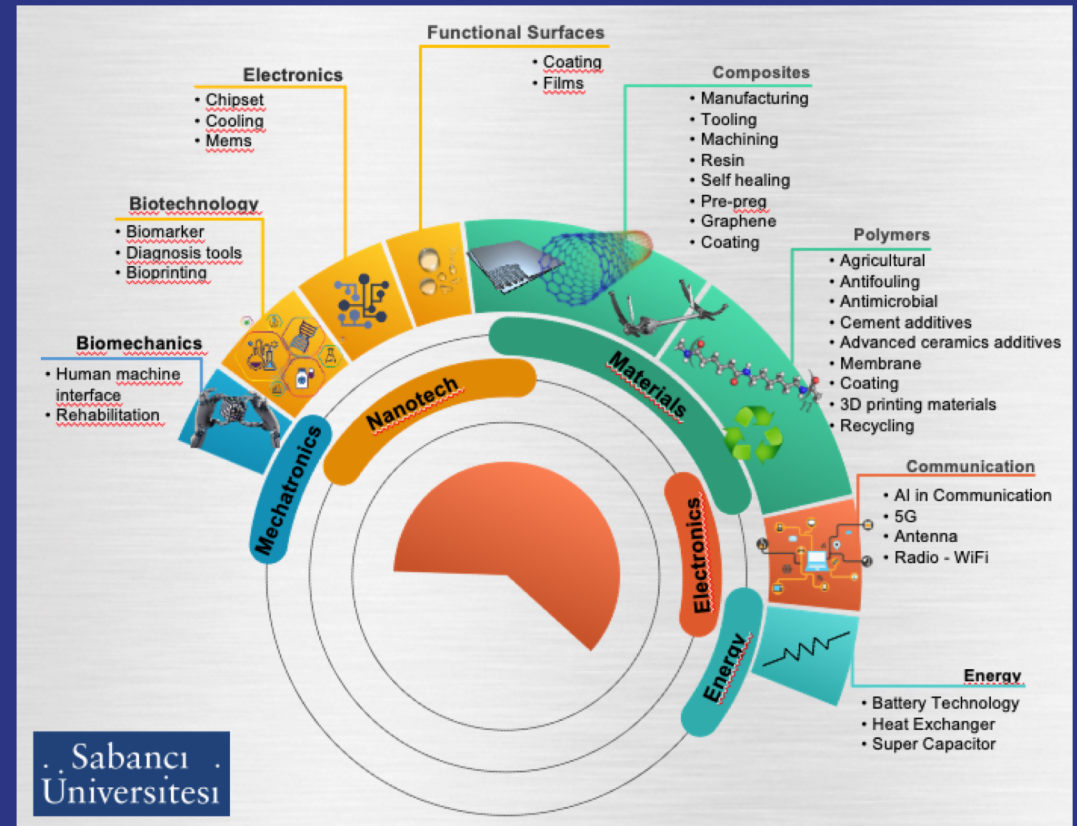 Functional Surfaces
• Coating
• Films
Electronics
• Chipset
• Cooling
• Mems
Composites
• Manufacturing
• Tooling
• Machining
• Resin
• Self healing
• Pre-preg
• Graphene
• Coating
Biotechnology
• Biomarker
• Diagnosis tools
• Bioprinting
Polymers
• Agricultural
• Antifouling
• Antimicrobial
• Cement additives
• Advanced ceramics additives
• Membrane
• Coating
• 3D printing materials
• Recycling
Biomechanics
• Human machine
interface
• Rehabilitation
Mechatronics
Nanotech
Materials
Electronics
Energy
Communication
• AI in Communication
• 5G
• Antenna
• Radio - WiFi
Energy
• Battery Technology
• Heat Exchanger
• Super Capacitor
Sabancı
Üniversitesi